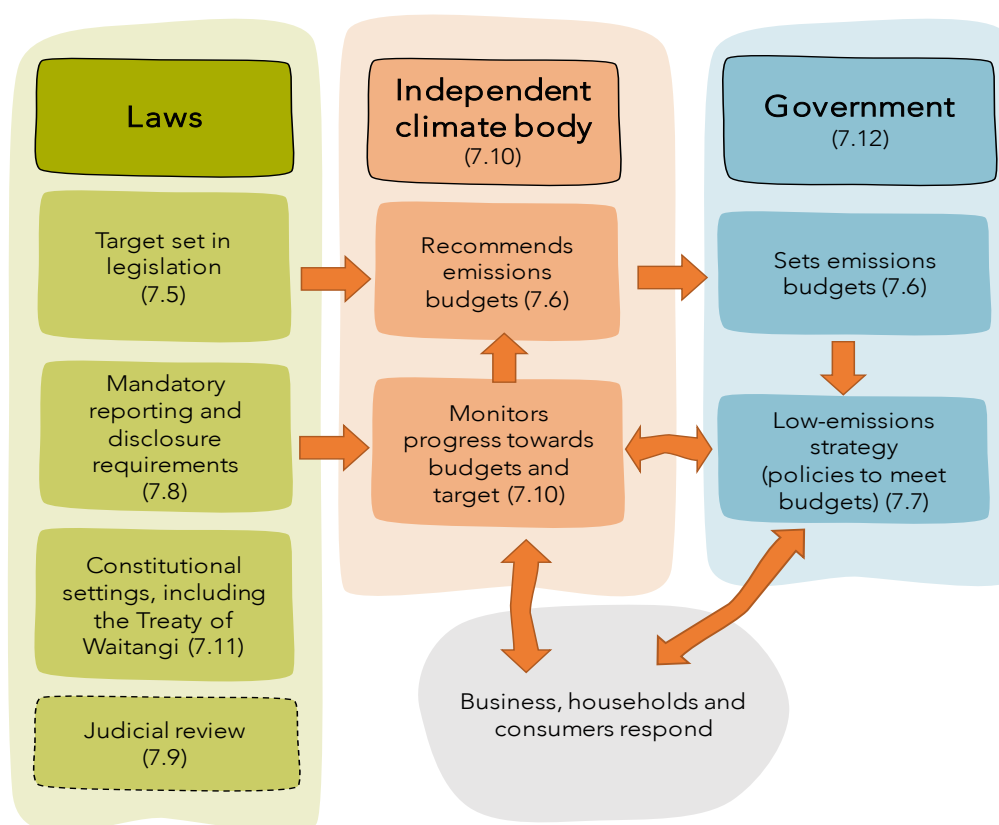 Laws
Target set in
legislation
(7.5)
Mandatory
reporting and
disclosure
requirements
(7.8)
Constitutional
settings, including
the Treaty of
Waitangi (7.11)
Judicial review
(7.9)
Independent
climate body
(7.10)
Recommends
emissions
budgets (7.6)
Monitors
progress towards
budgets and
target (7.10)
Government
(7.12)
Sets emissions
budgets (7.6)
Low-emissions
strategy
(policies to meet
budgets) (7.7)
Business, households and
consumers respond